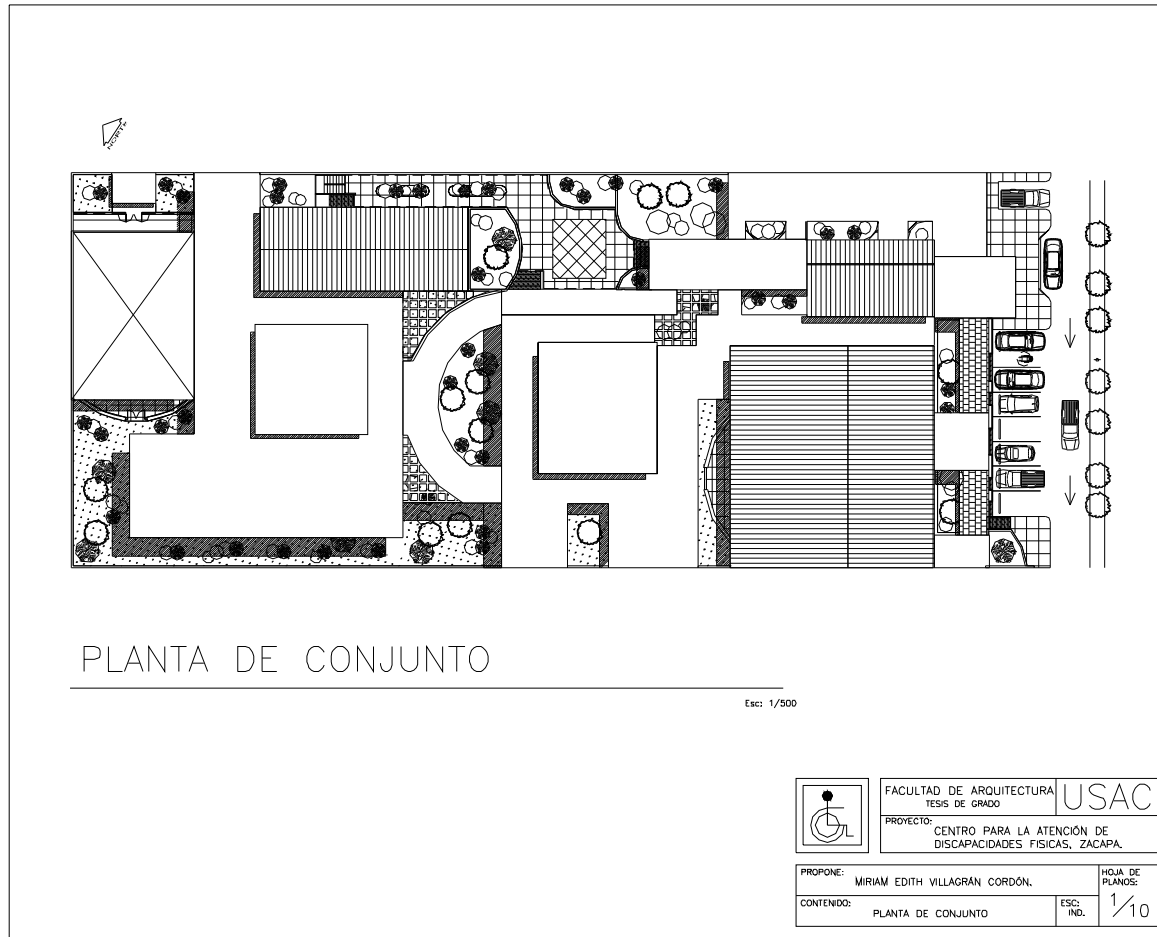 NORTE
PLANTA DE CONJUNTO
Esc: 1/500
FACULTAD DE ARQUITECTURA
TESIS DE GRADO
USAC
PROYECTO:
CENTRO PARA LA ATENCIÓN DE
DISCAPACIDADES FISICAS, ZACAPA.
PROPONE:
MIRIAM EDITH VILLAGRÁN CORDÓN.
HOJA DE
PLANOS:
1/10
CONTENIDO:
PLANTA DE CONJUNTO
ESC:
IND.